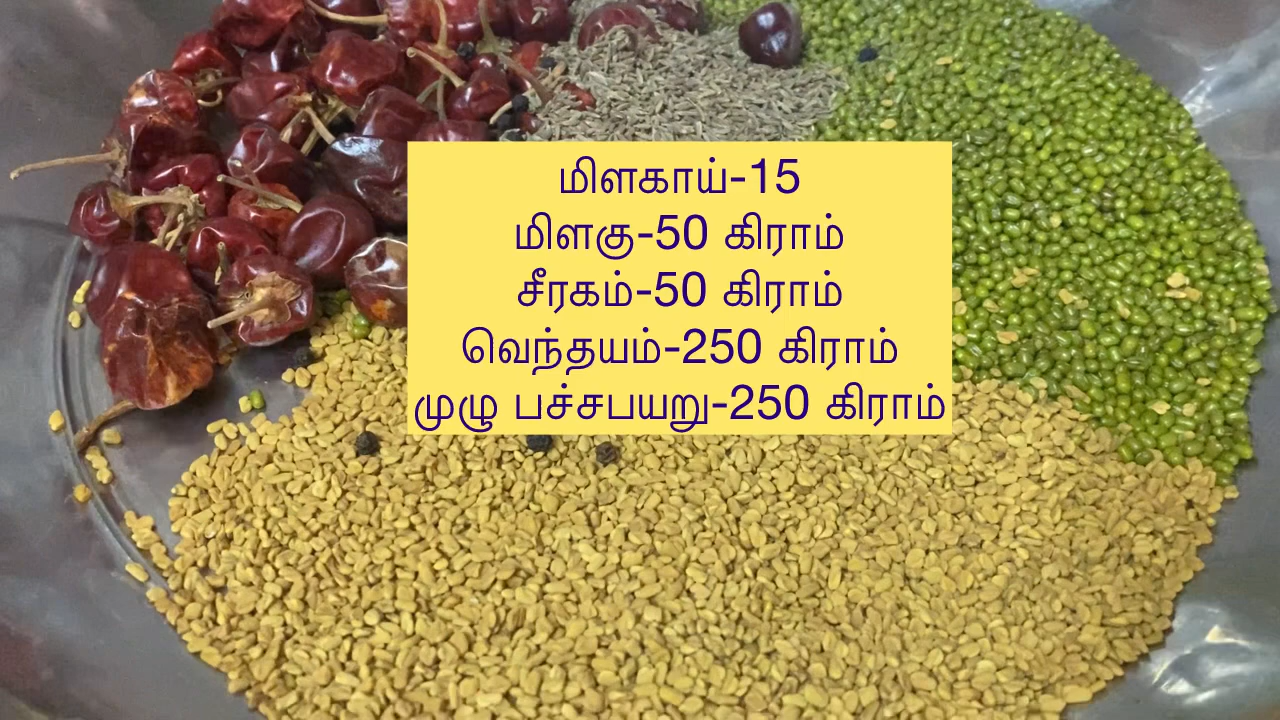 மிளகாய்-15
மிளகு-50 கிராம்
சீரகம்-50 கிராம்
வெந்தயம்-250 கிராம்
முழு பச்சபயறு-250 கிராம்